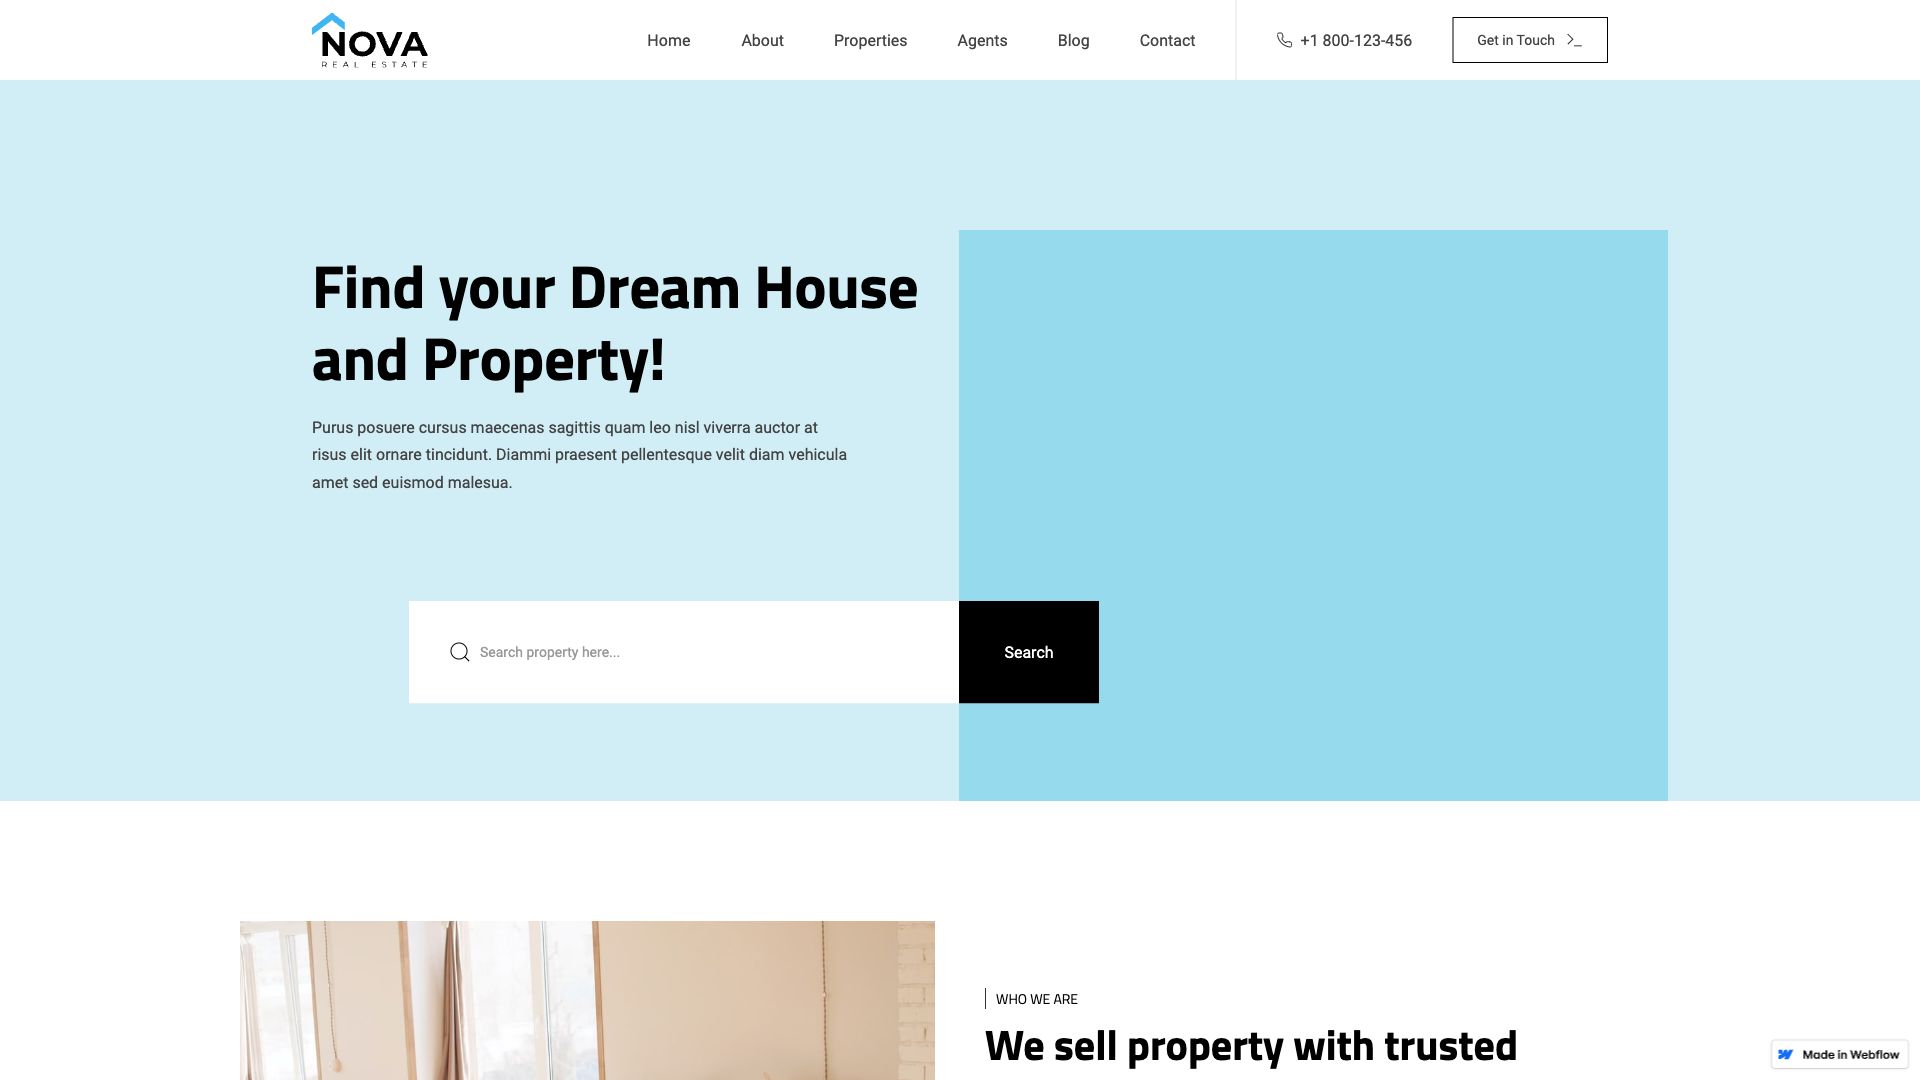 NOVA
REAL ESTATE
Home
About
Properties
Agents
Blog
Contact
+1 800-123-456
Get in Touch
Find your Dream House
and Property!
Purus posuere cursus maecenas sagittis quam leo nisl viverra auctor at
risus elit ornare tincidunt. Diammi praesent pellentesque velit diam vehicula
amet sed euismod malesua.
Search property here...
Search
WHO WE ARE
We sell property with trusted
Made in Webflow